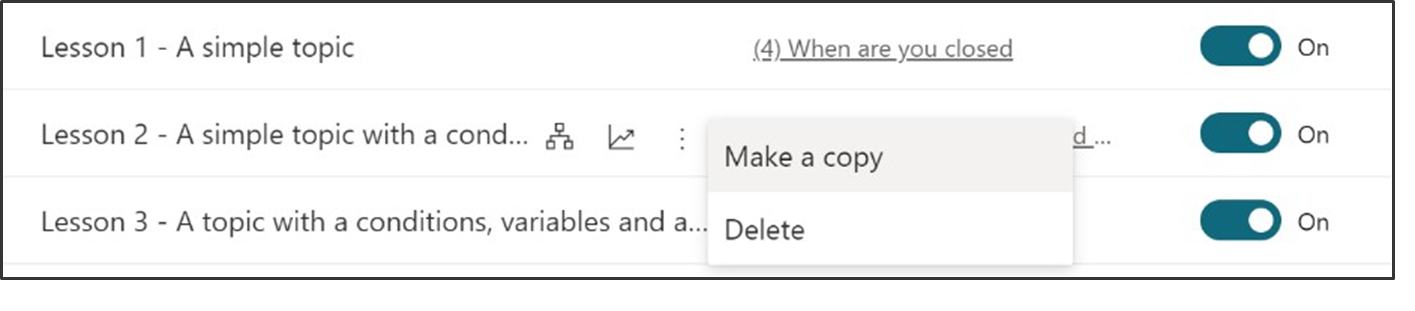 Lesson 1 - A simple topic (4) When are you closed On
Lesson 2 - A simple topic with a cond... d ... On
Make a copy
Lesson 3 - A topic with a conditions, variables and a... On
Delete